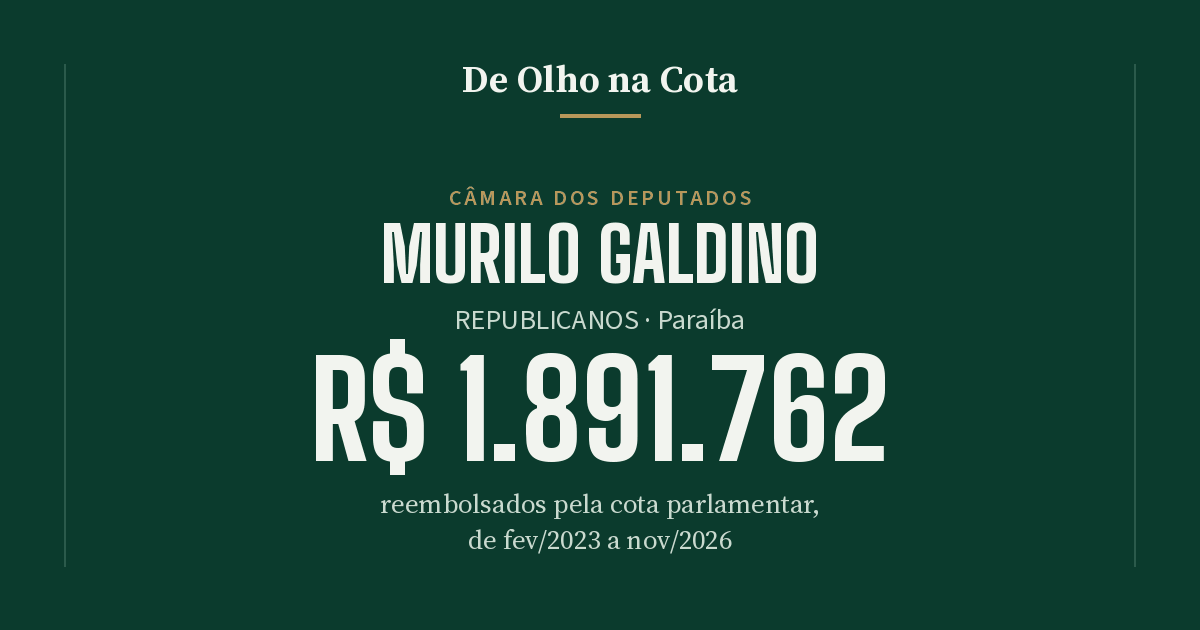 De Olho na Cota
CÂMARA DOS DEPUTADOS
MURILO GALDINO
REPUBLICANOS · Paraíba
R$ 1.891.762
reembolsados pela cota parlamentar,
de fev/2023 a nov/2026